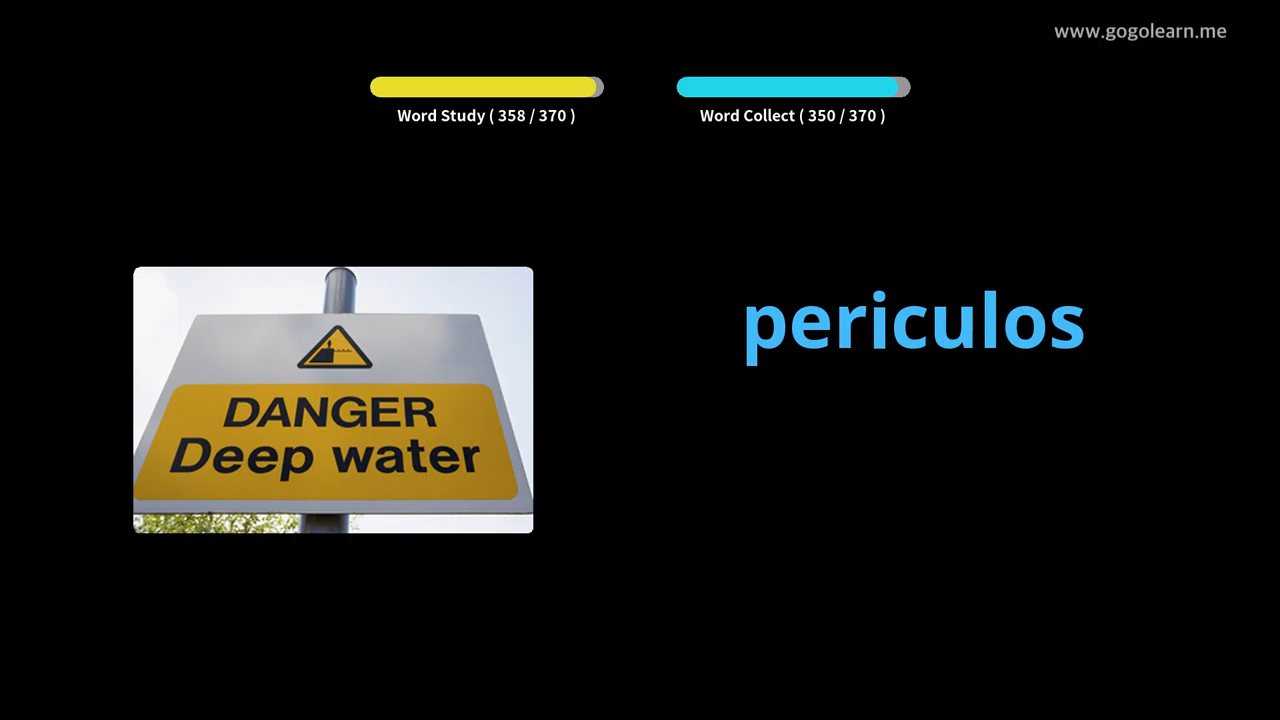 www.gogolearn.me
Word Study ( 358 / 370 )
Word Collect ( 350 / 370 )
periculos
DANGER
Deep water